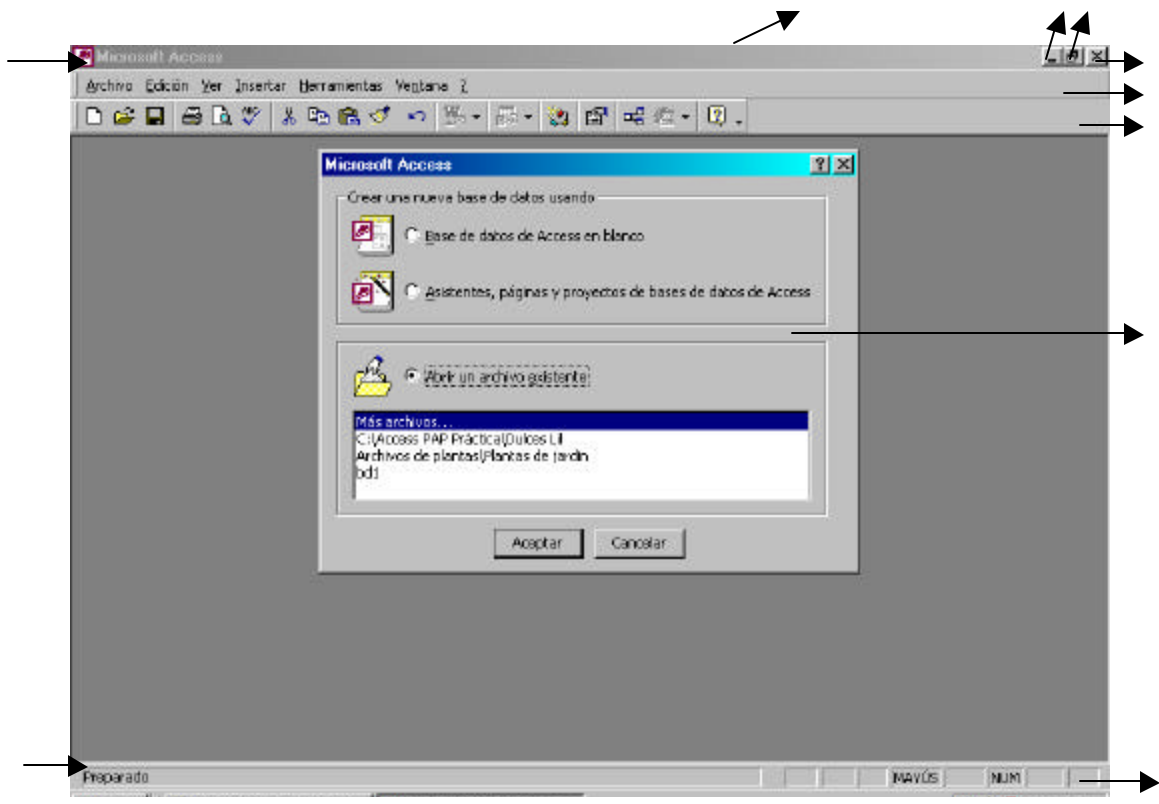 Microsoft Access
Archivo Edición Ver Insertar Herramientas Ventana ?
Microsoft Access
Crear una nueva base de datos usando
Base de datos de Access en blanco
Asistentes, páginas y proyectos de bases de datos de Access
Abrir un archivo existente
Más archivos...
C:\Access PAP Práctica\Dulces Lil
Archivos de plantas\Plantas de jardin
bd1
Aceptar Cancelar
Preparado MAYÚS NUM